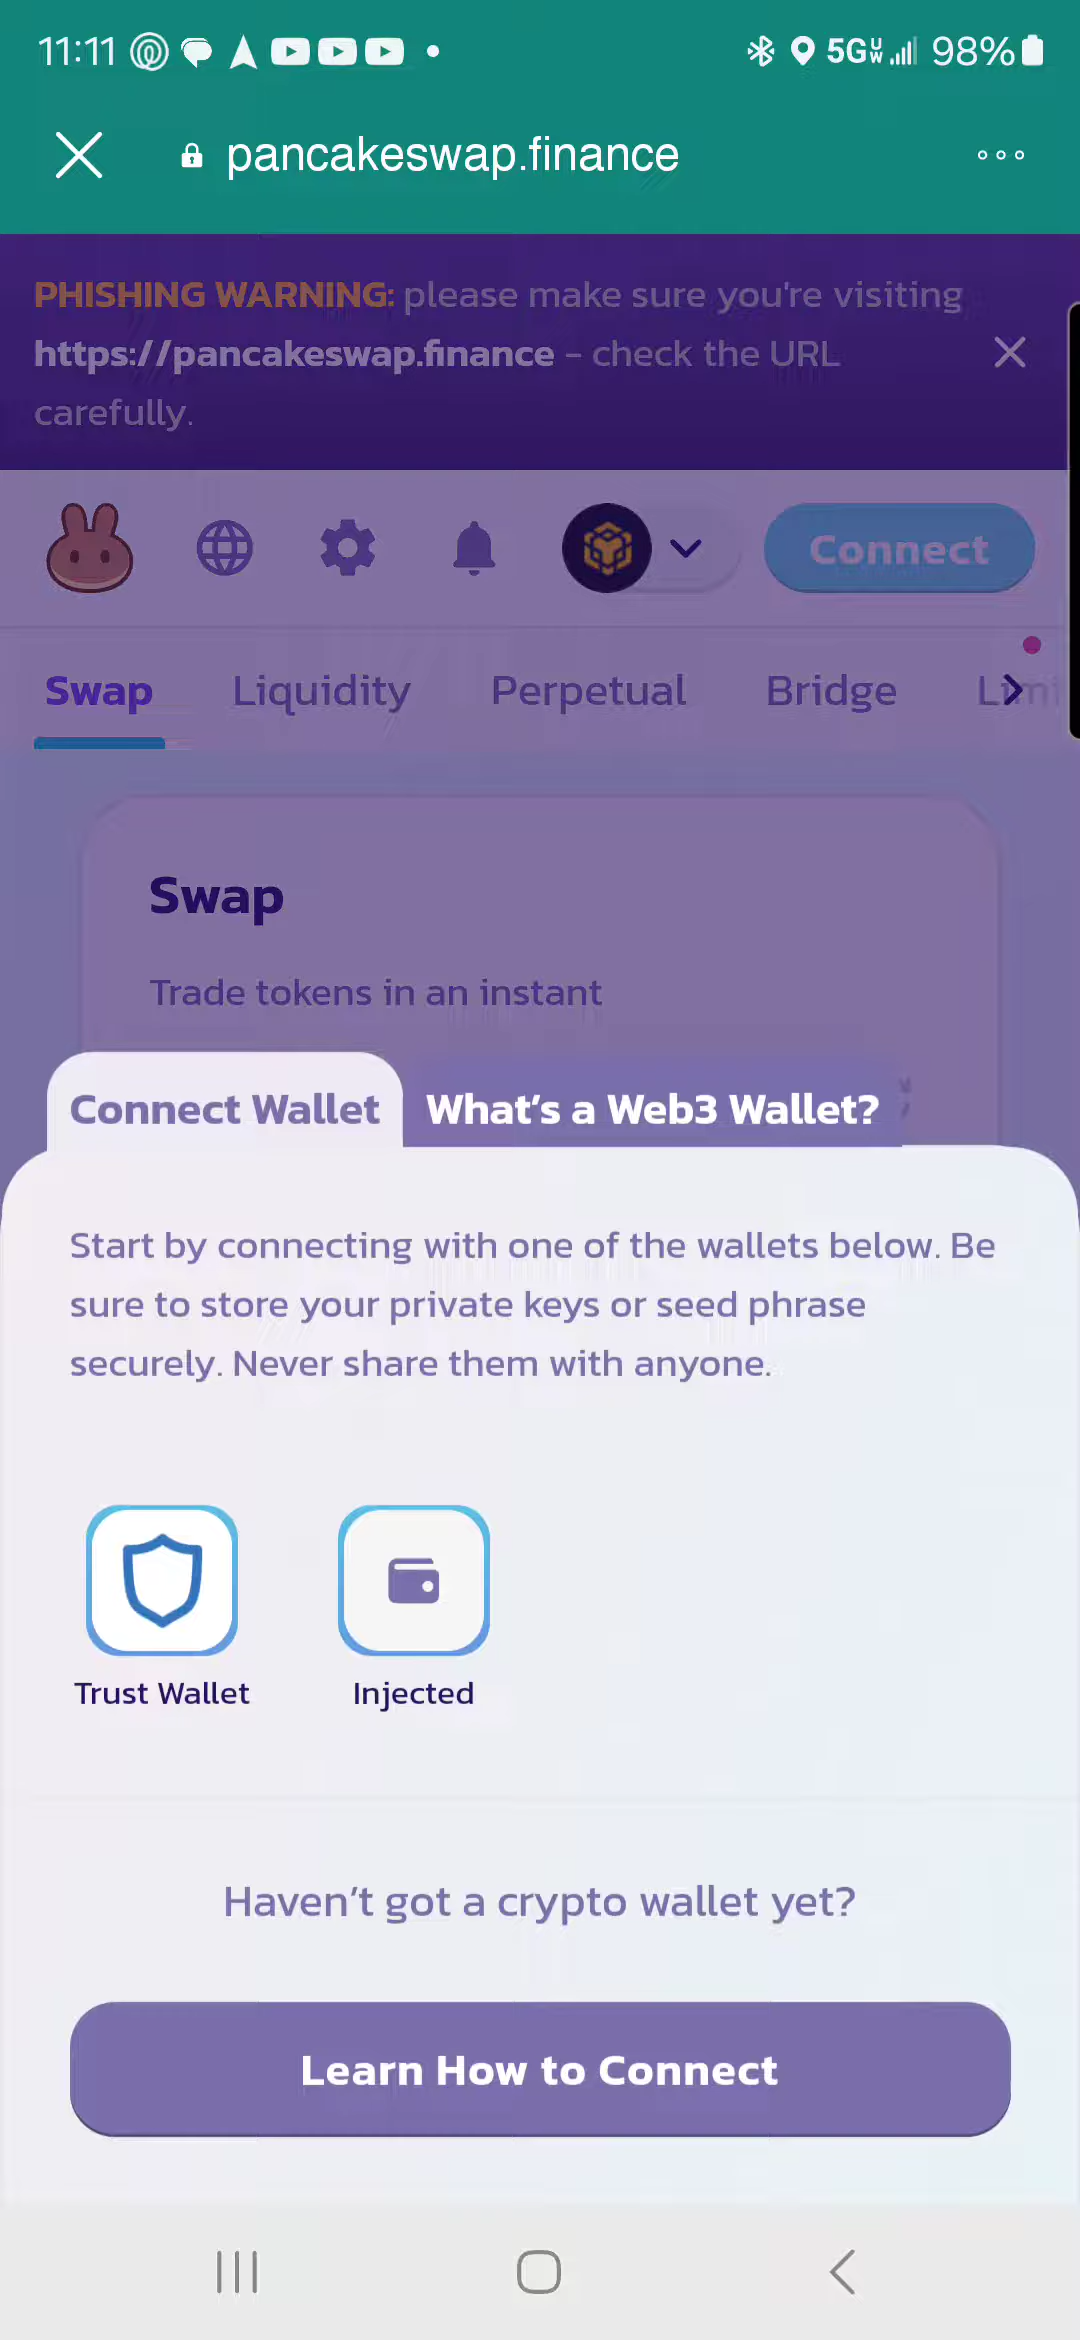 11:11
5G UW 98%
pancakeswap.finance
PHISHING WARNING: please make sure you're visiting
https://pancakeswap.finance - check the URL
carefully.
Connect
Swap Liquidity Perpetual Bridge Limi
Swap
Trade tokens in an instant
Connect Wallet What's a Web3 Wallet?
Start by connecting with one of the wallets below. Be
sure to store your private keys or seed phrase
securely. Never share them with anyone.
Trust Wallet Injected
Haven't got a crypto wallet yet?
Learn How to Connect